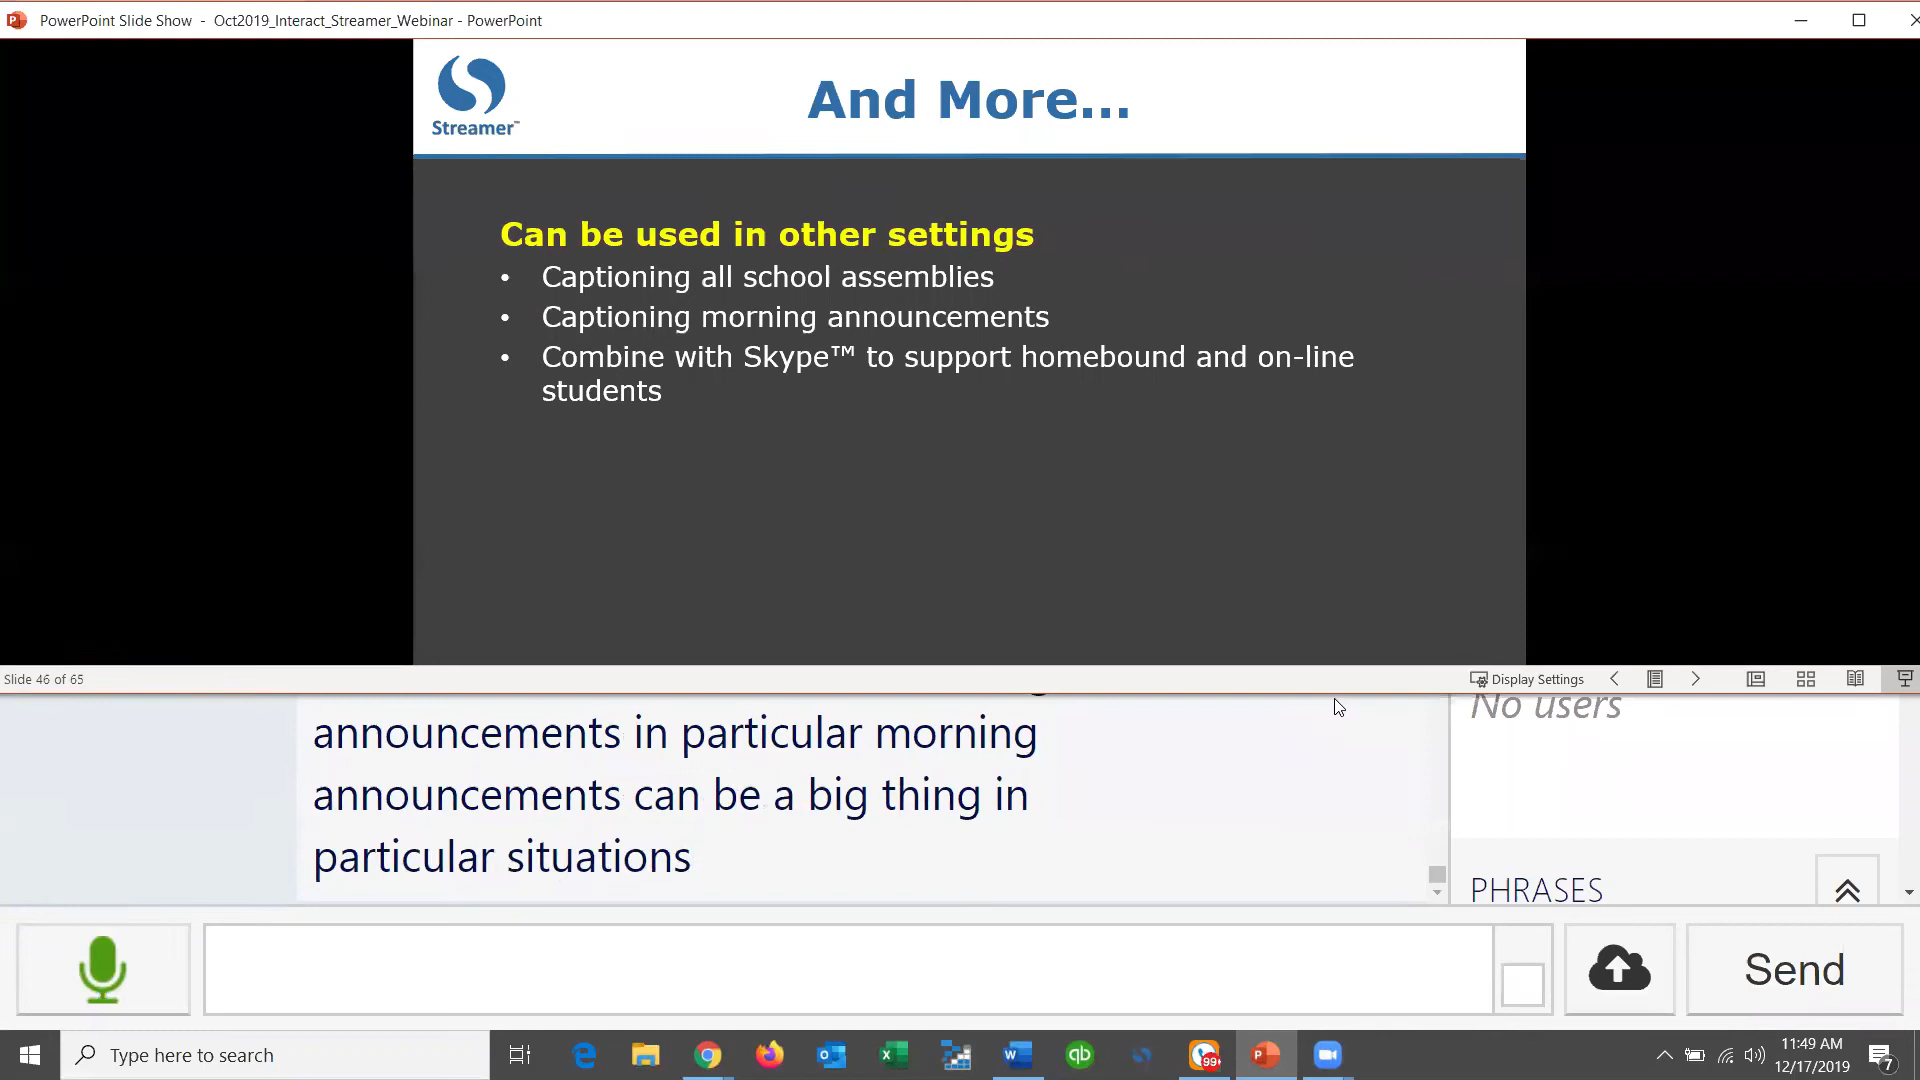 PowerPoint Slide Show - Oct2019_Interact_Streamer_Webinar - PowerPoint
Streamer™
And More...
Can be used in other settings
• Captioning all school assemblies
• Captioning morning announcements
• Combine with Skype™ to support homebound and on-line
students
Slide 46 of 65
Display Settings
No users
announcements in particular morning
announcements can be a big thing in
particular situations
PHRASES
Send
Type here to search
99+
11:49 AM
12/17/2019
7